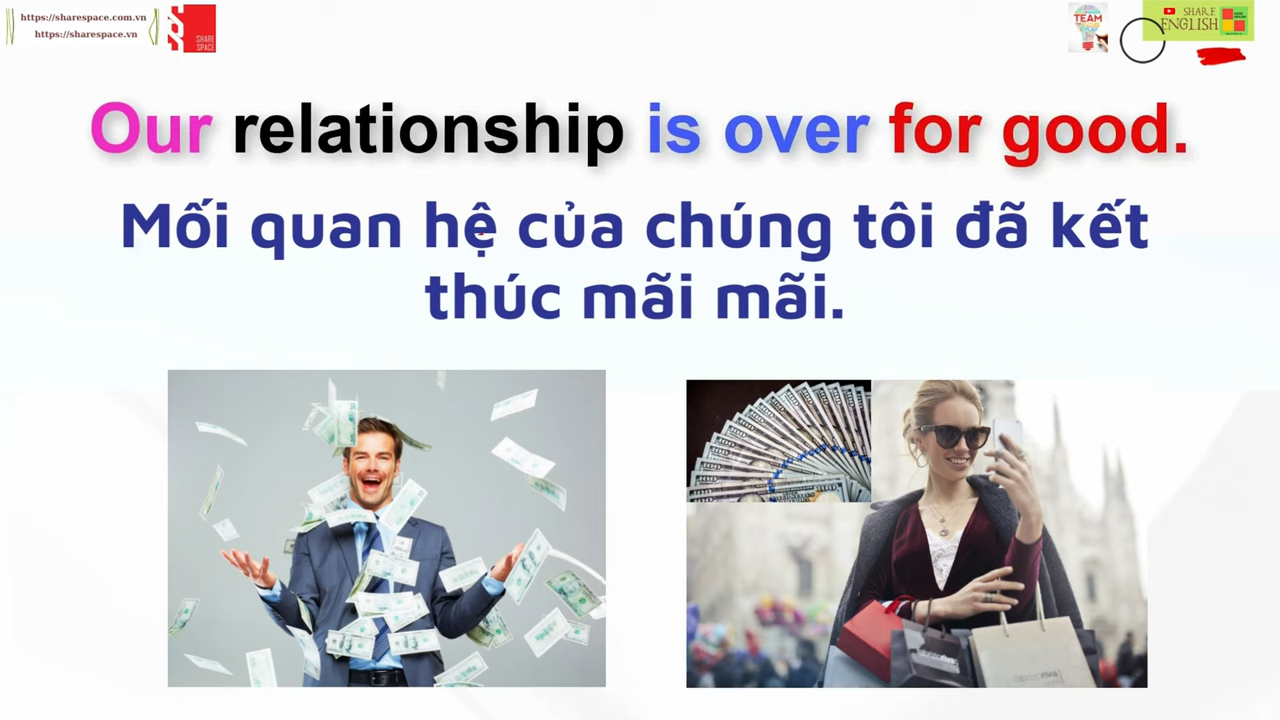 https://sharespace.com.vn
https://sharespace.vn
SHARE
SPACE
TEAM
SHARE
ENGLISH
Our relationship is over for good.
Mối quan hệ của chúng tôi đã kết
thúc mãi mãi.
100